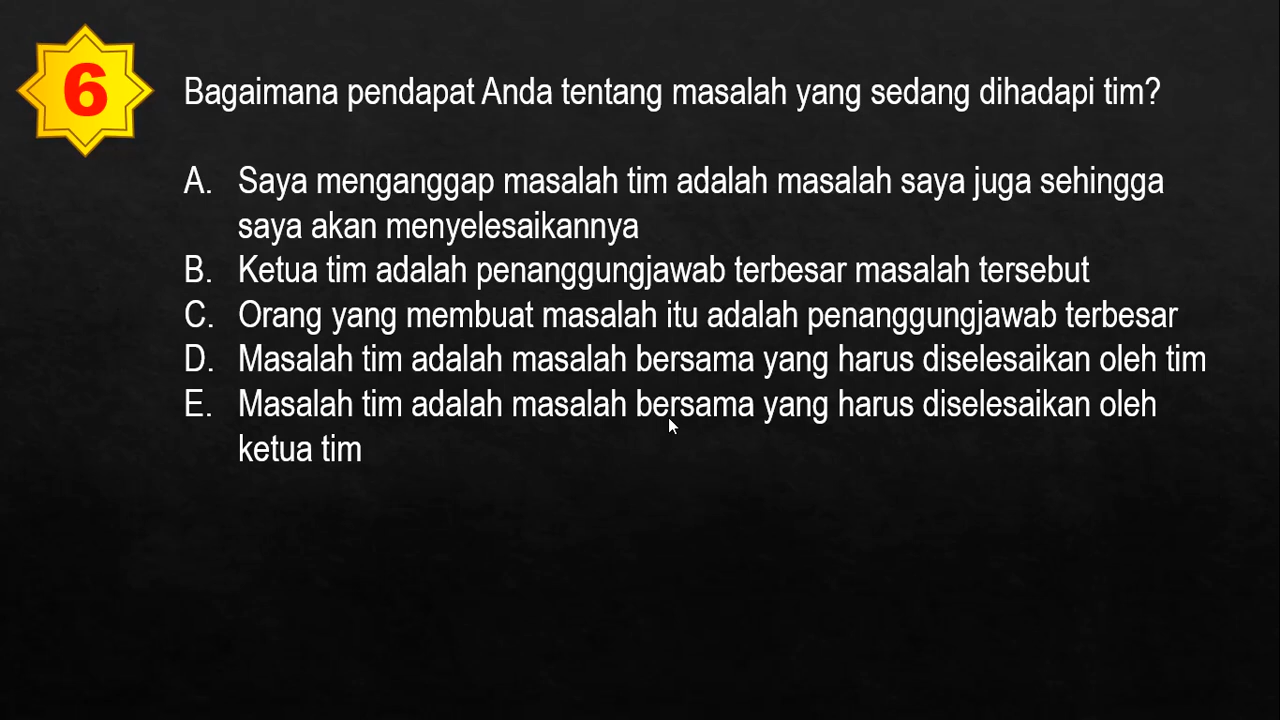 6
Bagaimana pendapat Anda tentang masalah yang sedang dihadapi tim?
A. Saya menganggap masalah tim adalah masalah saya juga sehingga
saya akan menyelesaikannya
B. Ketua tim adalah penanggungjawab terbesar masalah tersebut
C. Orang yang membuat masalah itu adalah penanggungjawab terbesar
D. Masalah tim adalah masalah bersama yang harus diselesaikan oleh tim
E. Masalah tim adalah masalah bersama yang harus diselesaikan oleh
ketua tim